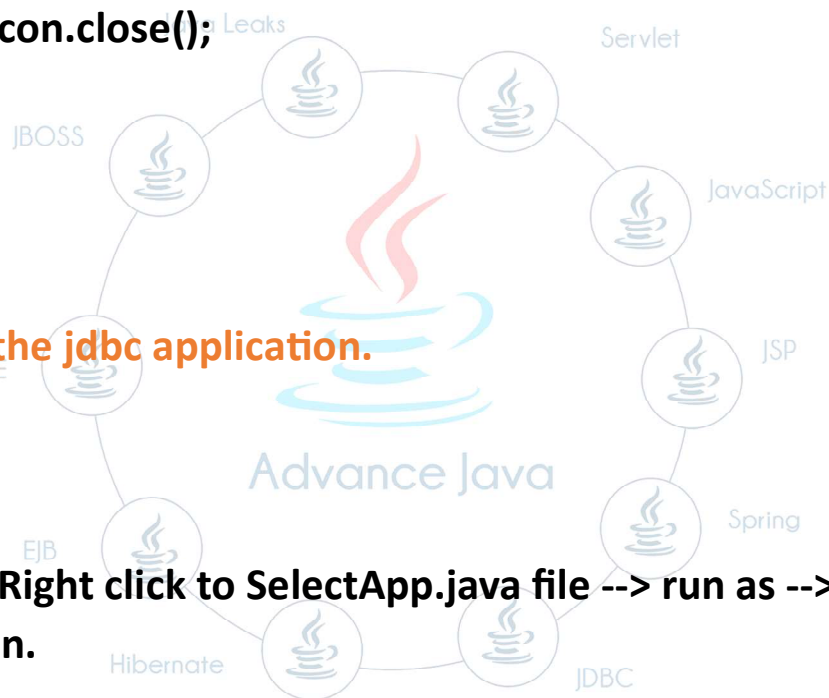 con.close();
Leaks
Servlet
JBOSS
JavaScript
the jdbc application.
JSP
Advance Java
Spring
EJB
Right click to SelectApp.java file --> run as -->
n.
Hibernate
JDBC